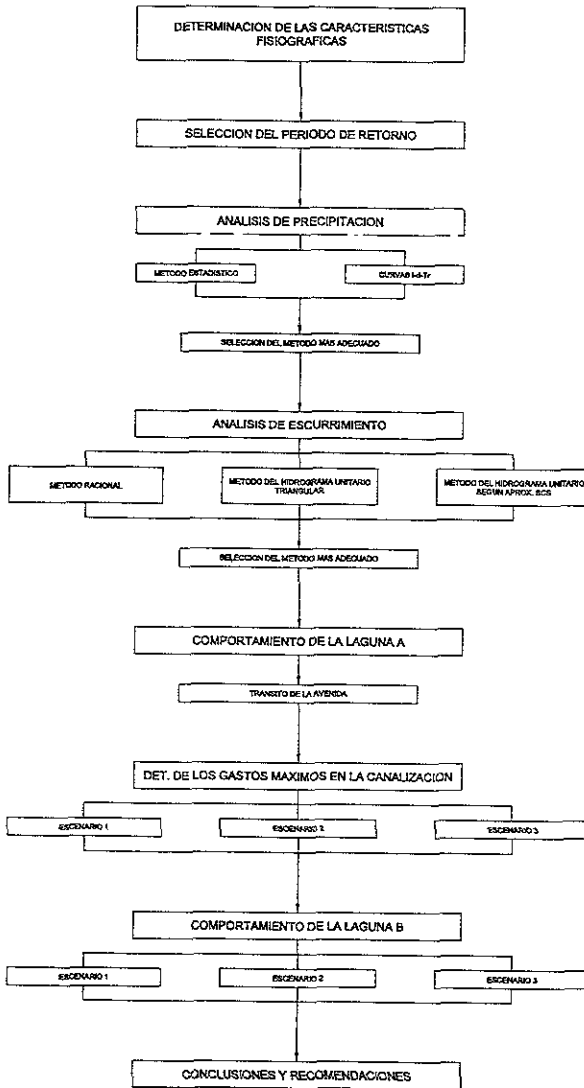 DETERMINACION DE LAS CARACTERISTICAS
FISIOGRAFICAS
SELECCION DEL PERIODO DE RETORNO
ANALISIS DE PRECIPITACION
METODO ESTADISTICO
CURVAS I-d-Tr
SELECCION DEL METODO MAS ADECUADO
ANALISIS DE ESCURRIMIENTO
METODO RACIONAL
METODO DEL HIDROGRAMA UNITARIO
TRIANGULAR
METODO DEL HIDROGRAMA UNITARIO
SEGUN APROX. SCS
SELECCION DEL METODO MAS ADECUADO
COMPORTAMIENTO DE LA LAGUNA A
TRANSITO DE LA AVENIDA
DET. DE LOS GASTOS MAXIMOS EN LA CANALIZACION
ESCENARIO 1
ESCENARIO 2
ESCENARIO 3
COMPORTAMIENTO DE LA LAGUNA B
ESCENARIO 1
ESCENARIO 2
ESCENARIO 3
CONCLUSIONES Y RECOMENDACIONES